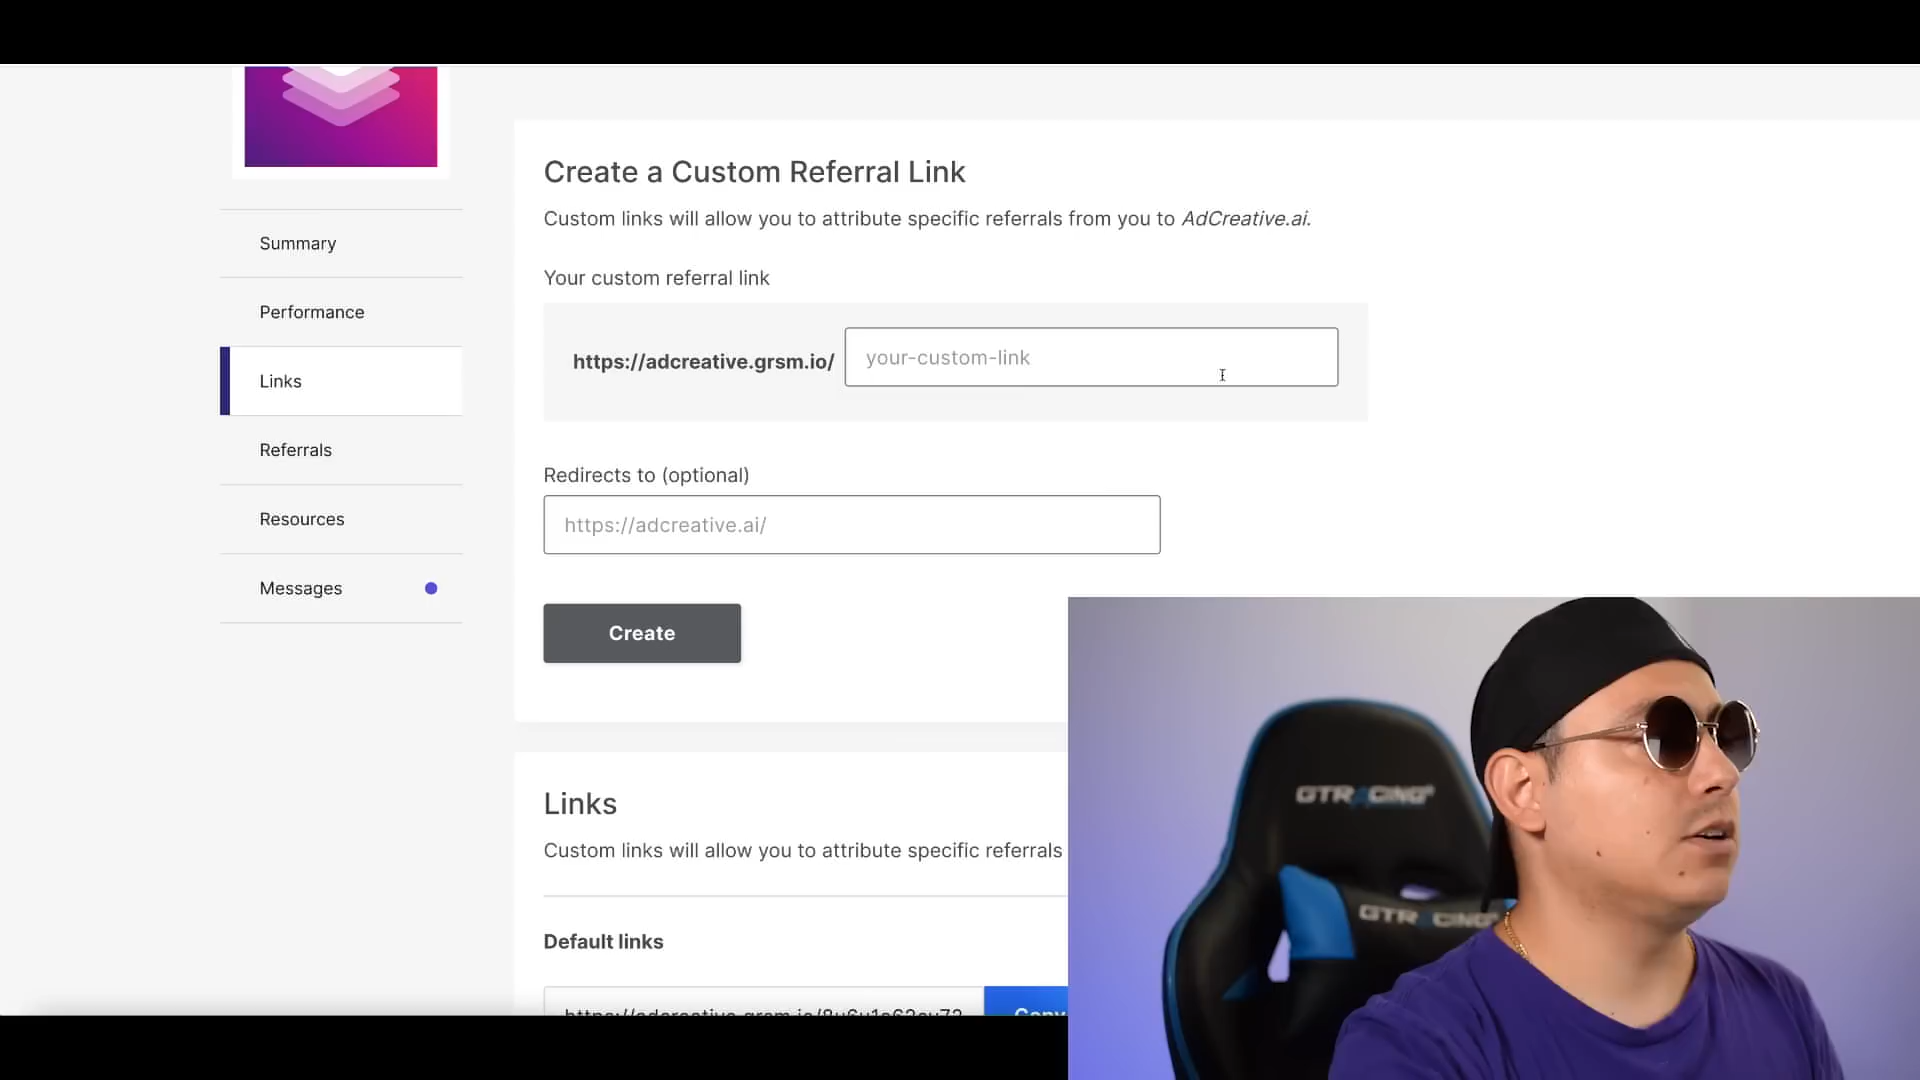 Create a Custom Referral Link
Custom links will allow you to attribute specific referrals from you to AdCreative.ai.
Your custom referral link
https://adcreative.grsm.io/ your-custom-link
Redirects to (optional)
https://adcreative.ai/
Create
Summary
Performance
Links
Referrals
Resources
Messages
Links
Custom links will allow you to attribute specific referrals
Default links
GTRACING
GTRACING